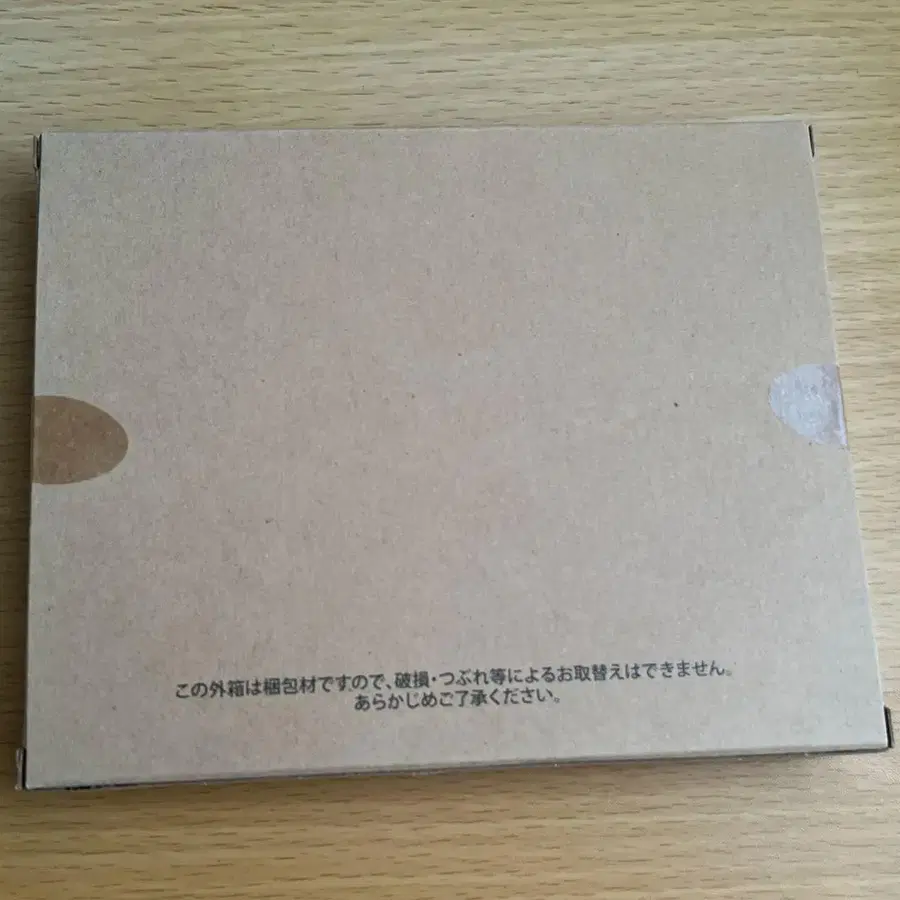 この外箱は梱包材ですので、破損・つぶれ等によるお取替えはできません。
あらかじめご了承ください。